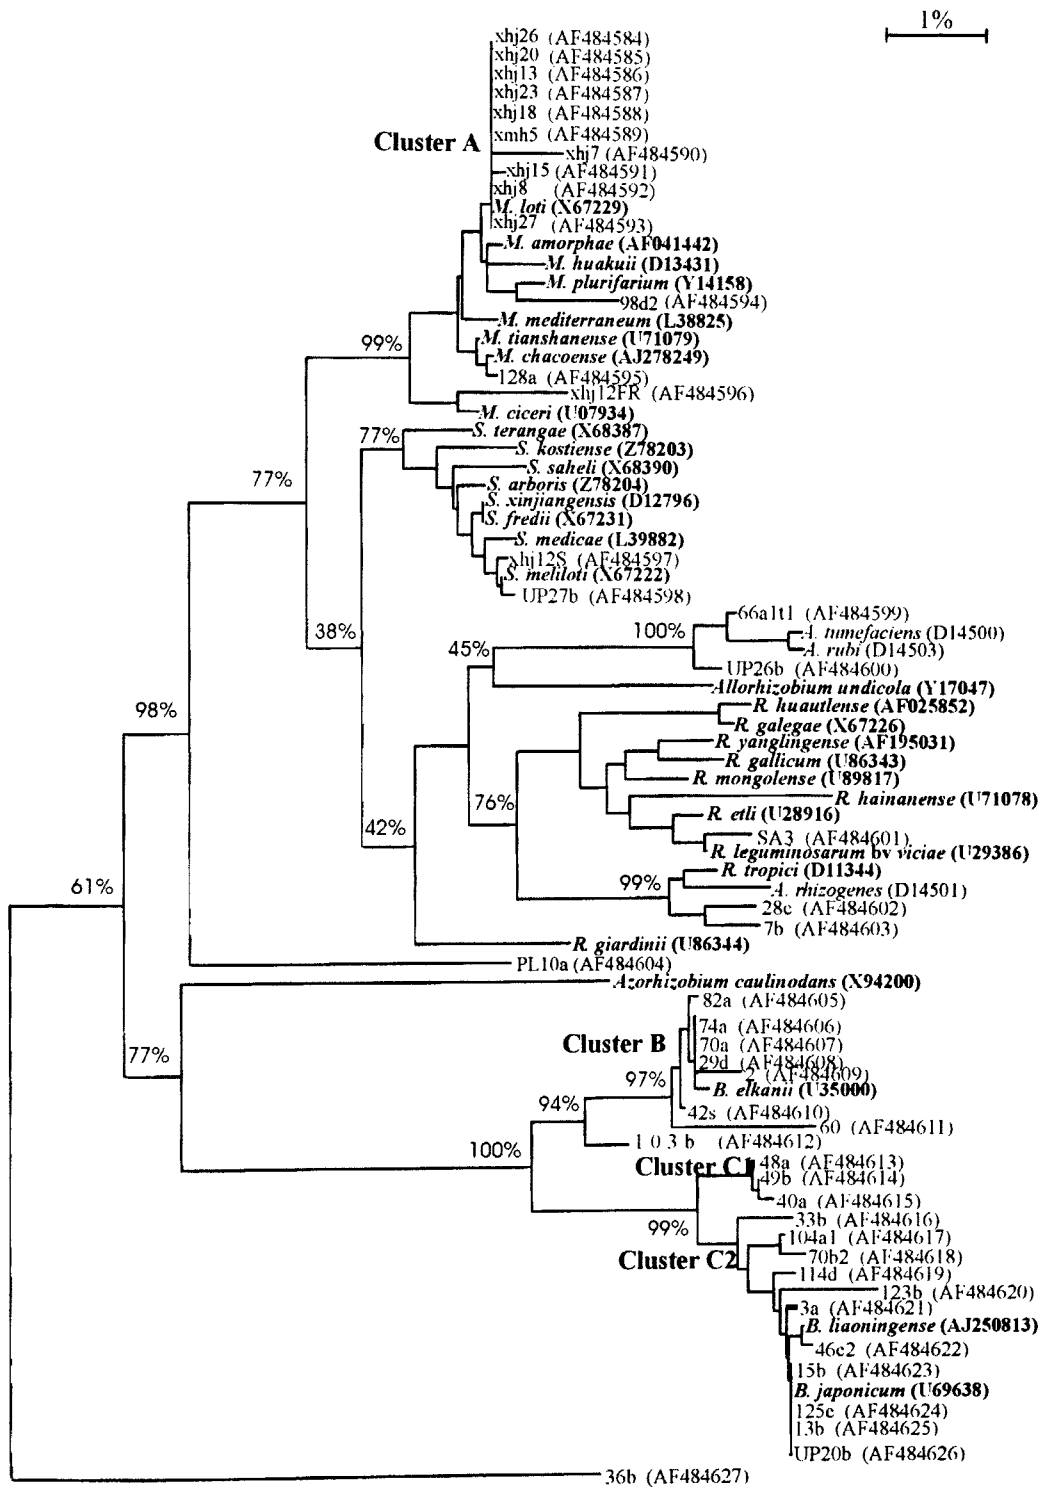 1%
xhj26 (AF484584)
xhj20 (AF484585)
xhj13 (AF484586)
xhj23 (AF484587)
xhj18 (AF484588)
xmh5 (AF484589)
Cluster A
xhj7 (AF484590)
xhj15 (AF484591)
xhj8 (AF484592)
M. loti (X67229)
xhj27 (AF484593)
M. amorphae (AF041442)
M. huakuii (D13431)
M. plurifarium (Y14158)
98d2 (AF484594)
M. mediterraneum (L38825)
M. tianshanense (U71079)
99%
M. chacoense (AJ278249)
128a (AF484595)
xhj12FR (AF484596)
M. ciceri (U07934)
S. terangae (X68387)
77%
S. kostiense (Z78203)
S. saheli (X68390)
77%
S. arboris (Z78204)
S. xinjiangensis (D12796)
S. fredii (X67231)
S. medicae (L39882)
xhj12S (AF484597)
S. meliloti (X67222)
UP27b (AF484598)
66a1t1 (AF484599)
38%
100%
A. tumefaciens (D14500)
45%
A. rubi (D14503)
UP26b (AF484600)
Allorhizobium undicola (Y17047)
98%
R. huautlense (AF025852)
R. galegae (X67226)
R. yanglingense (AF195031)
R. gallicum (U86343)
R. mongolense (U89817)
76%
R. hainanense (U71078)
R. etli (U28916)
42%
SA3 (AF484601)
R. leguminosarum bv viciae (U29386)
R. tropici (D11344)
61%
99%
A. rhizogenes (D14501)
28c (AF484602)
7b (AF484603)
R. giardinii (U86344)
PL10a (AF484604)
Azorhizobium caulinodans (X94200)
82a (AF484605)
74a (AF484606)
Cluster B
70a (AF484607)
77%
29d (AF484608)
2 (AF484609)
97%
B. elkanii (U35000)
94%
42s (AF484610)
60 (AF484611)
103b (AF484612)
100%
Cluster C1
48a (AF484613)
49b (AF484614)
40a (AF484615)
99%
33b (AF484616)
104a1 (AF484617)
Cluster C2
70b2 (AF484618)
114d (AF484619)
123b (AF484620)
3a (AF484621)
B. liaoningense (AJ250813)
46c2 (AF484622)
15b (AF484623)
B. japonicum (U69638)
125c (AF484624)
13b (AF484625)
UP20b (AF484626)
36b (AF484627)